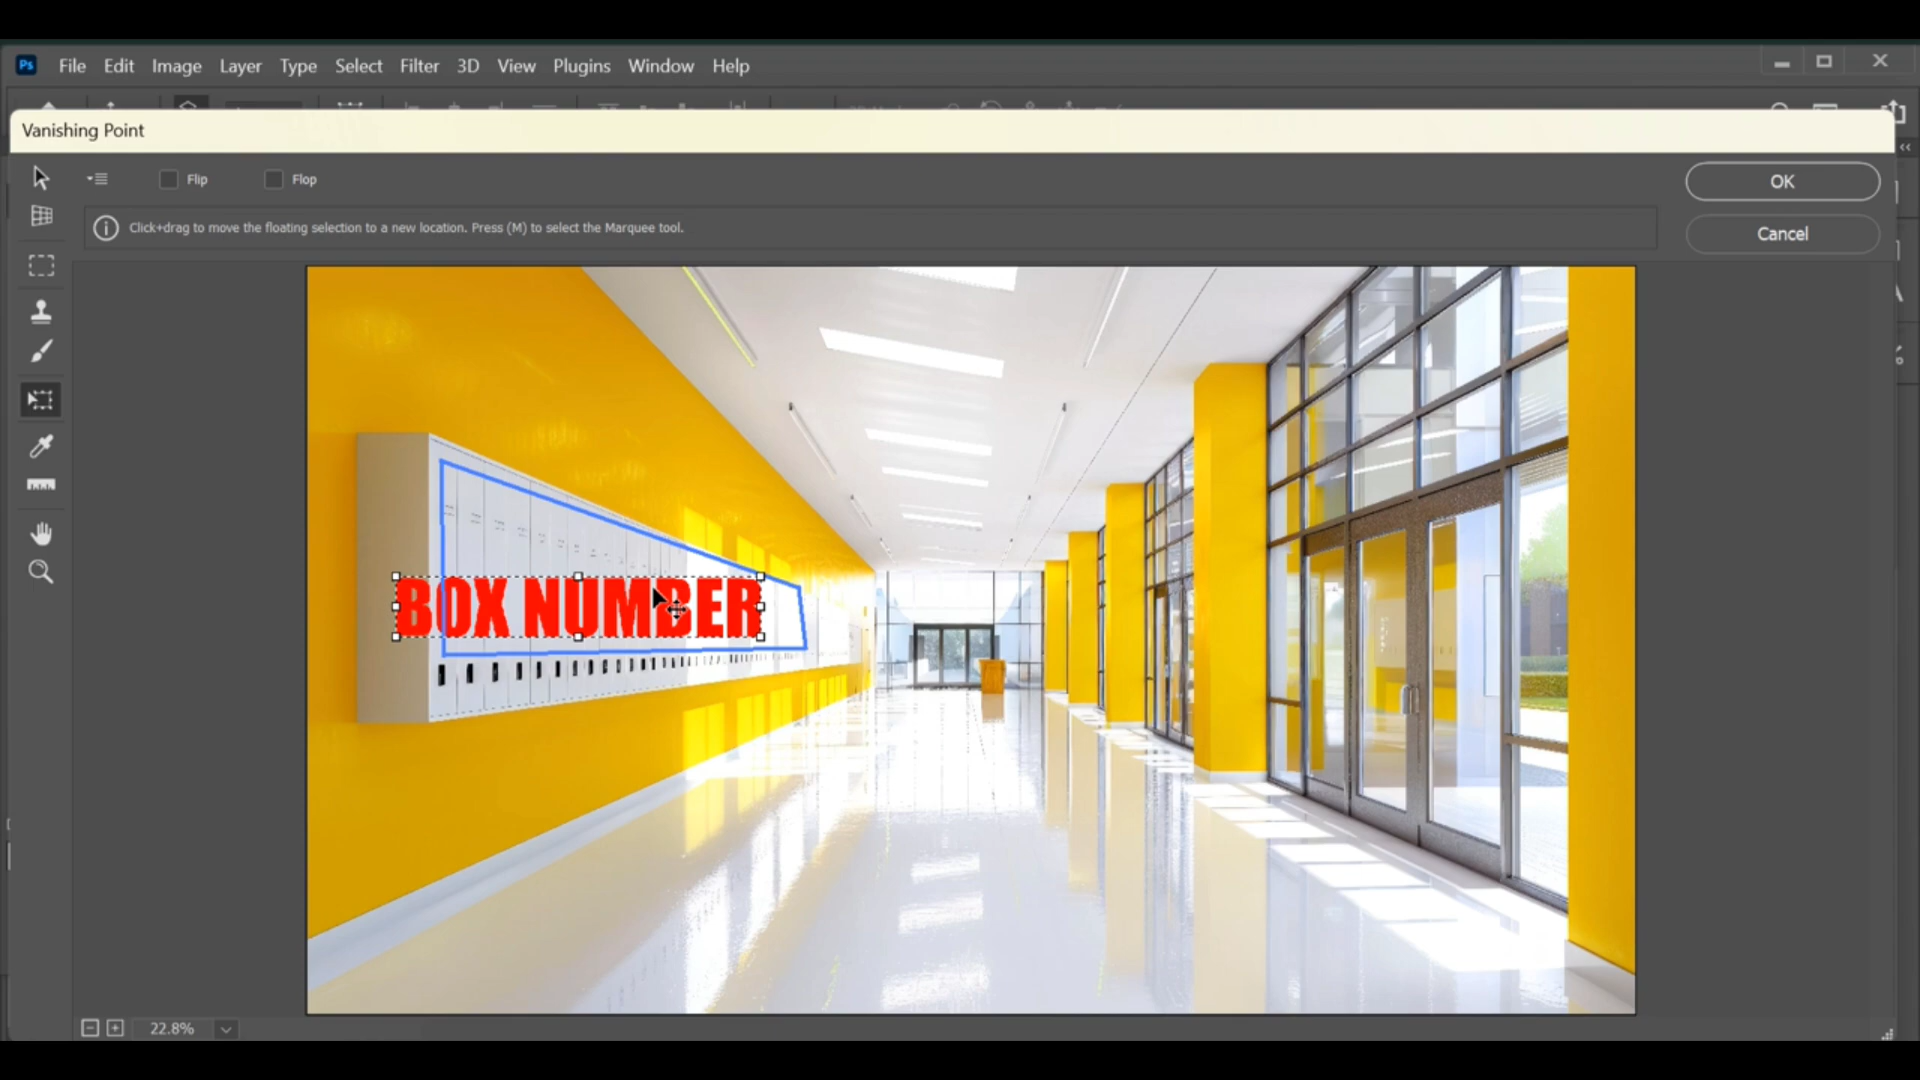 Ps File Edit Image Layer Type Select Filter 3D View Plugins Window Help
Vanishing Point
Flip Flop
OK
Click+drag to move the floating selection to a new location. Press (M) to select the Marquee tool.
Cancel
BOX NUMBER
22.8%